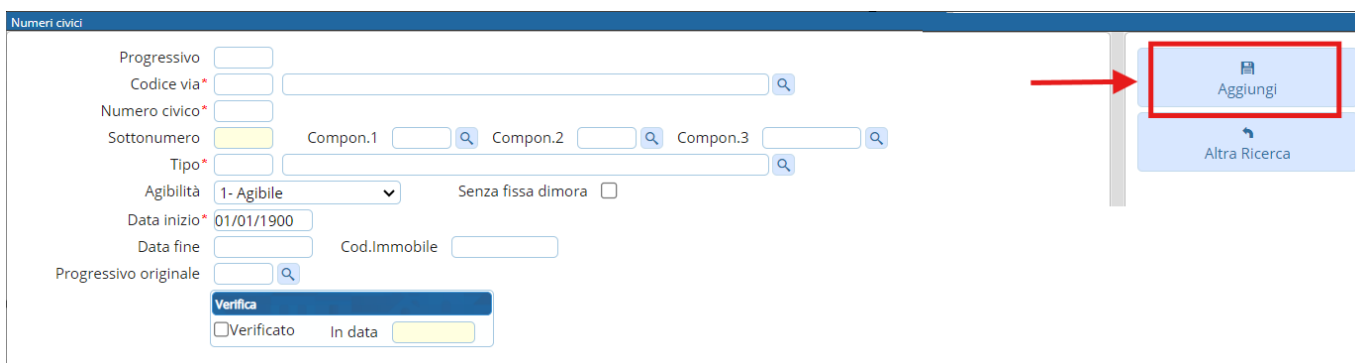 Numeri civici
Progressivo
Codice via*
Numero civico*
Sottonumero Compon.1 Compon.2 Compon.3
Tipo*
Agibilità 1- Agibile Senza fissa dimora
Data inizio* 01/01/1900
Data fine Cod.Immobile
Progressivo originale
Verifica
Verificato In data
Aggiungi
Altra Ricerca